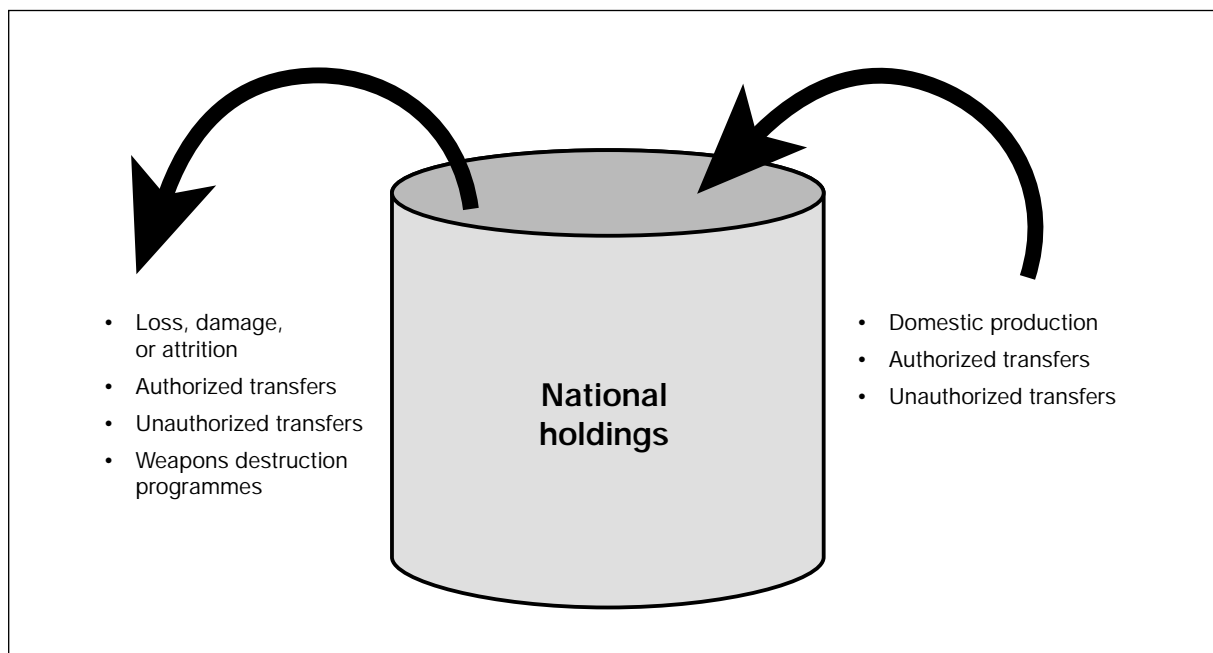 • Loss, damage,
or attrition
• Authorized transfers
• Unauthorized transfers
• Weapons destruction
programmes
National
holdings
• Domestic production
• Authorized transfers
• Unauthorized transfers